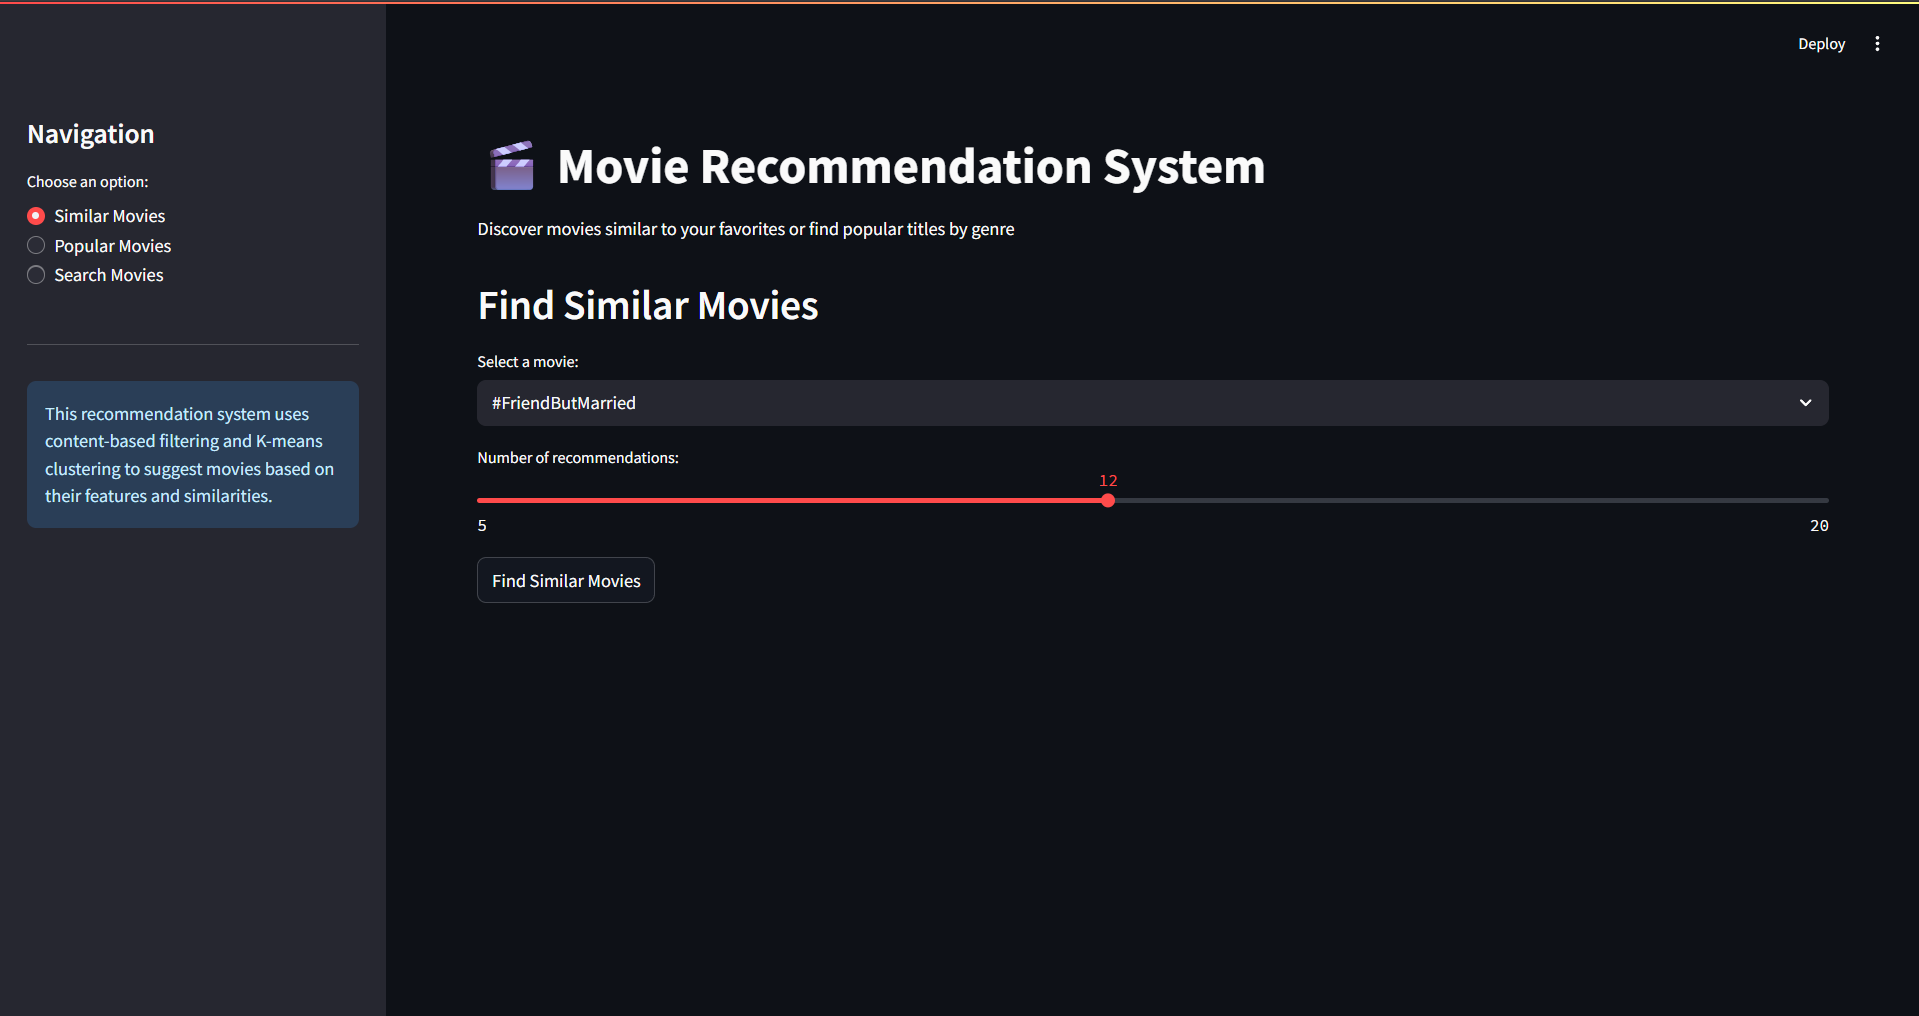 Deploy
Navigation
Choose an option:
Similar Movies
Popular Movies
Search Movies
This recommendation system uses
content-based filtering and K-means
clustering to suggest movies based on
their features and similarities.
Movie Recommendation System
Discover movies similar to your favorites or find popular titles by genre
Find Similar Movies
Select a movie:
#FriendButMarried
Number of recommendations:
12
5 20
Find Similar Movies